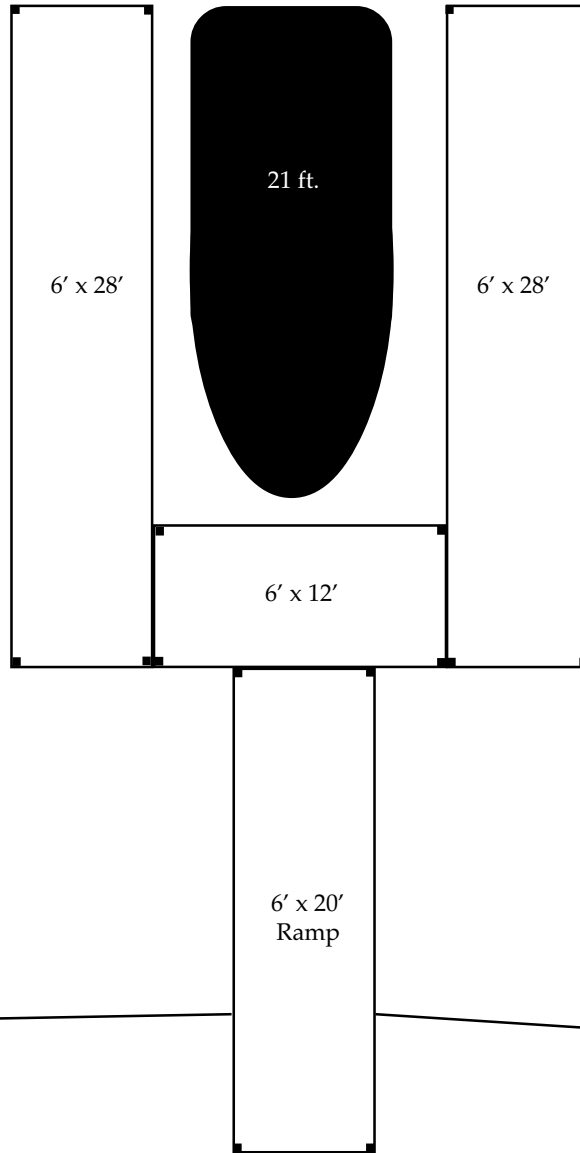 21 ft.
6′ x 28′
6′ x 28′
6′ x 12′
6′ x 20′
Ramp